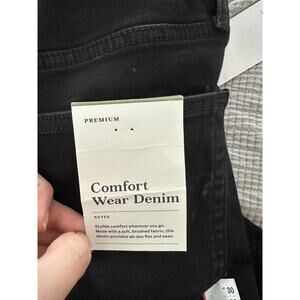 PREMIUM
Comfort
Wear Denim
NOTES
Stylish comfort wherever you go.
Made with a soft, brushed fabric, this
denim provides all-day flex and ease.
30